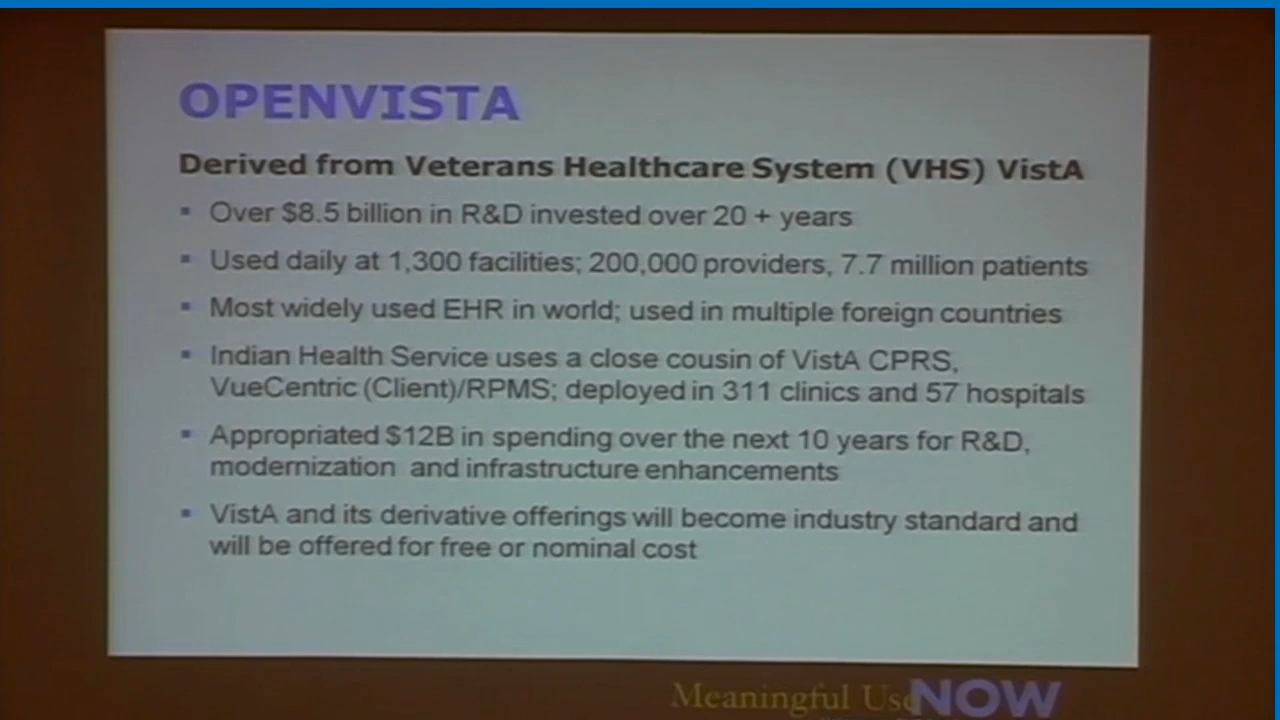 OPENVISTA
Derived from Veterans Healthcare System (VHS) VistA
▪ Over $8.5 billion in R&D invested over 20 + years
▪ Used daily at 1,300 facilities; 200,000 providers, 7.7 million patients
▪ Most widely used EHR in world; used in multiple foreign countries
▪ Indian Health Service uses a close cousin of VistA CPRS,
VueCentric (Client)/RPMS; deployed in 311 clinics and 57 hospitals
▪ Appropriated $12B in spending over the next 10 years for R&D,
modernization and infrastructure enhancements
▪ VistA and its derivative offerings will become industry standard and
will be offered for free or nominal cost
Meaningful Use NOW